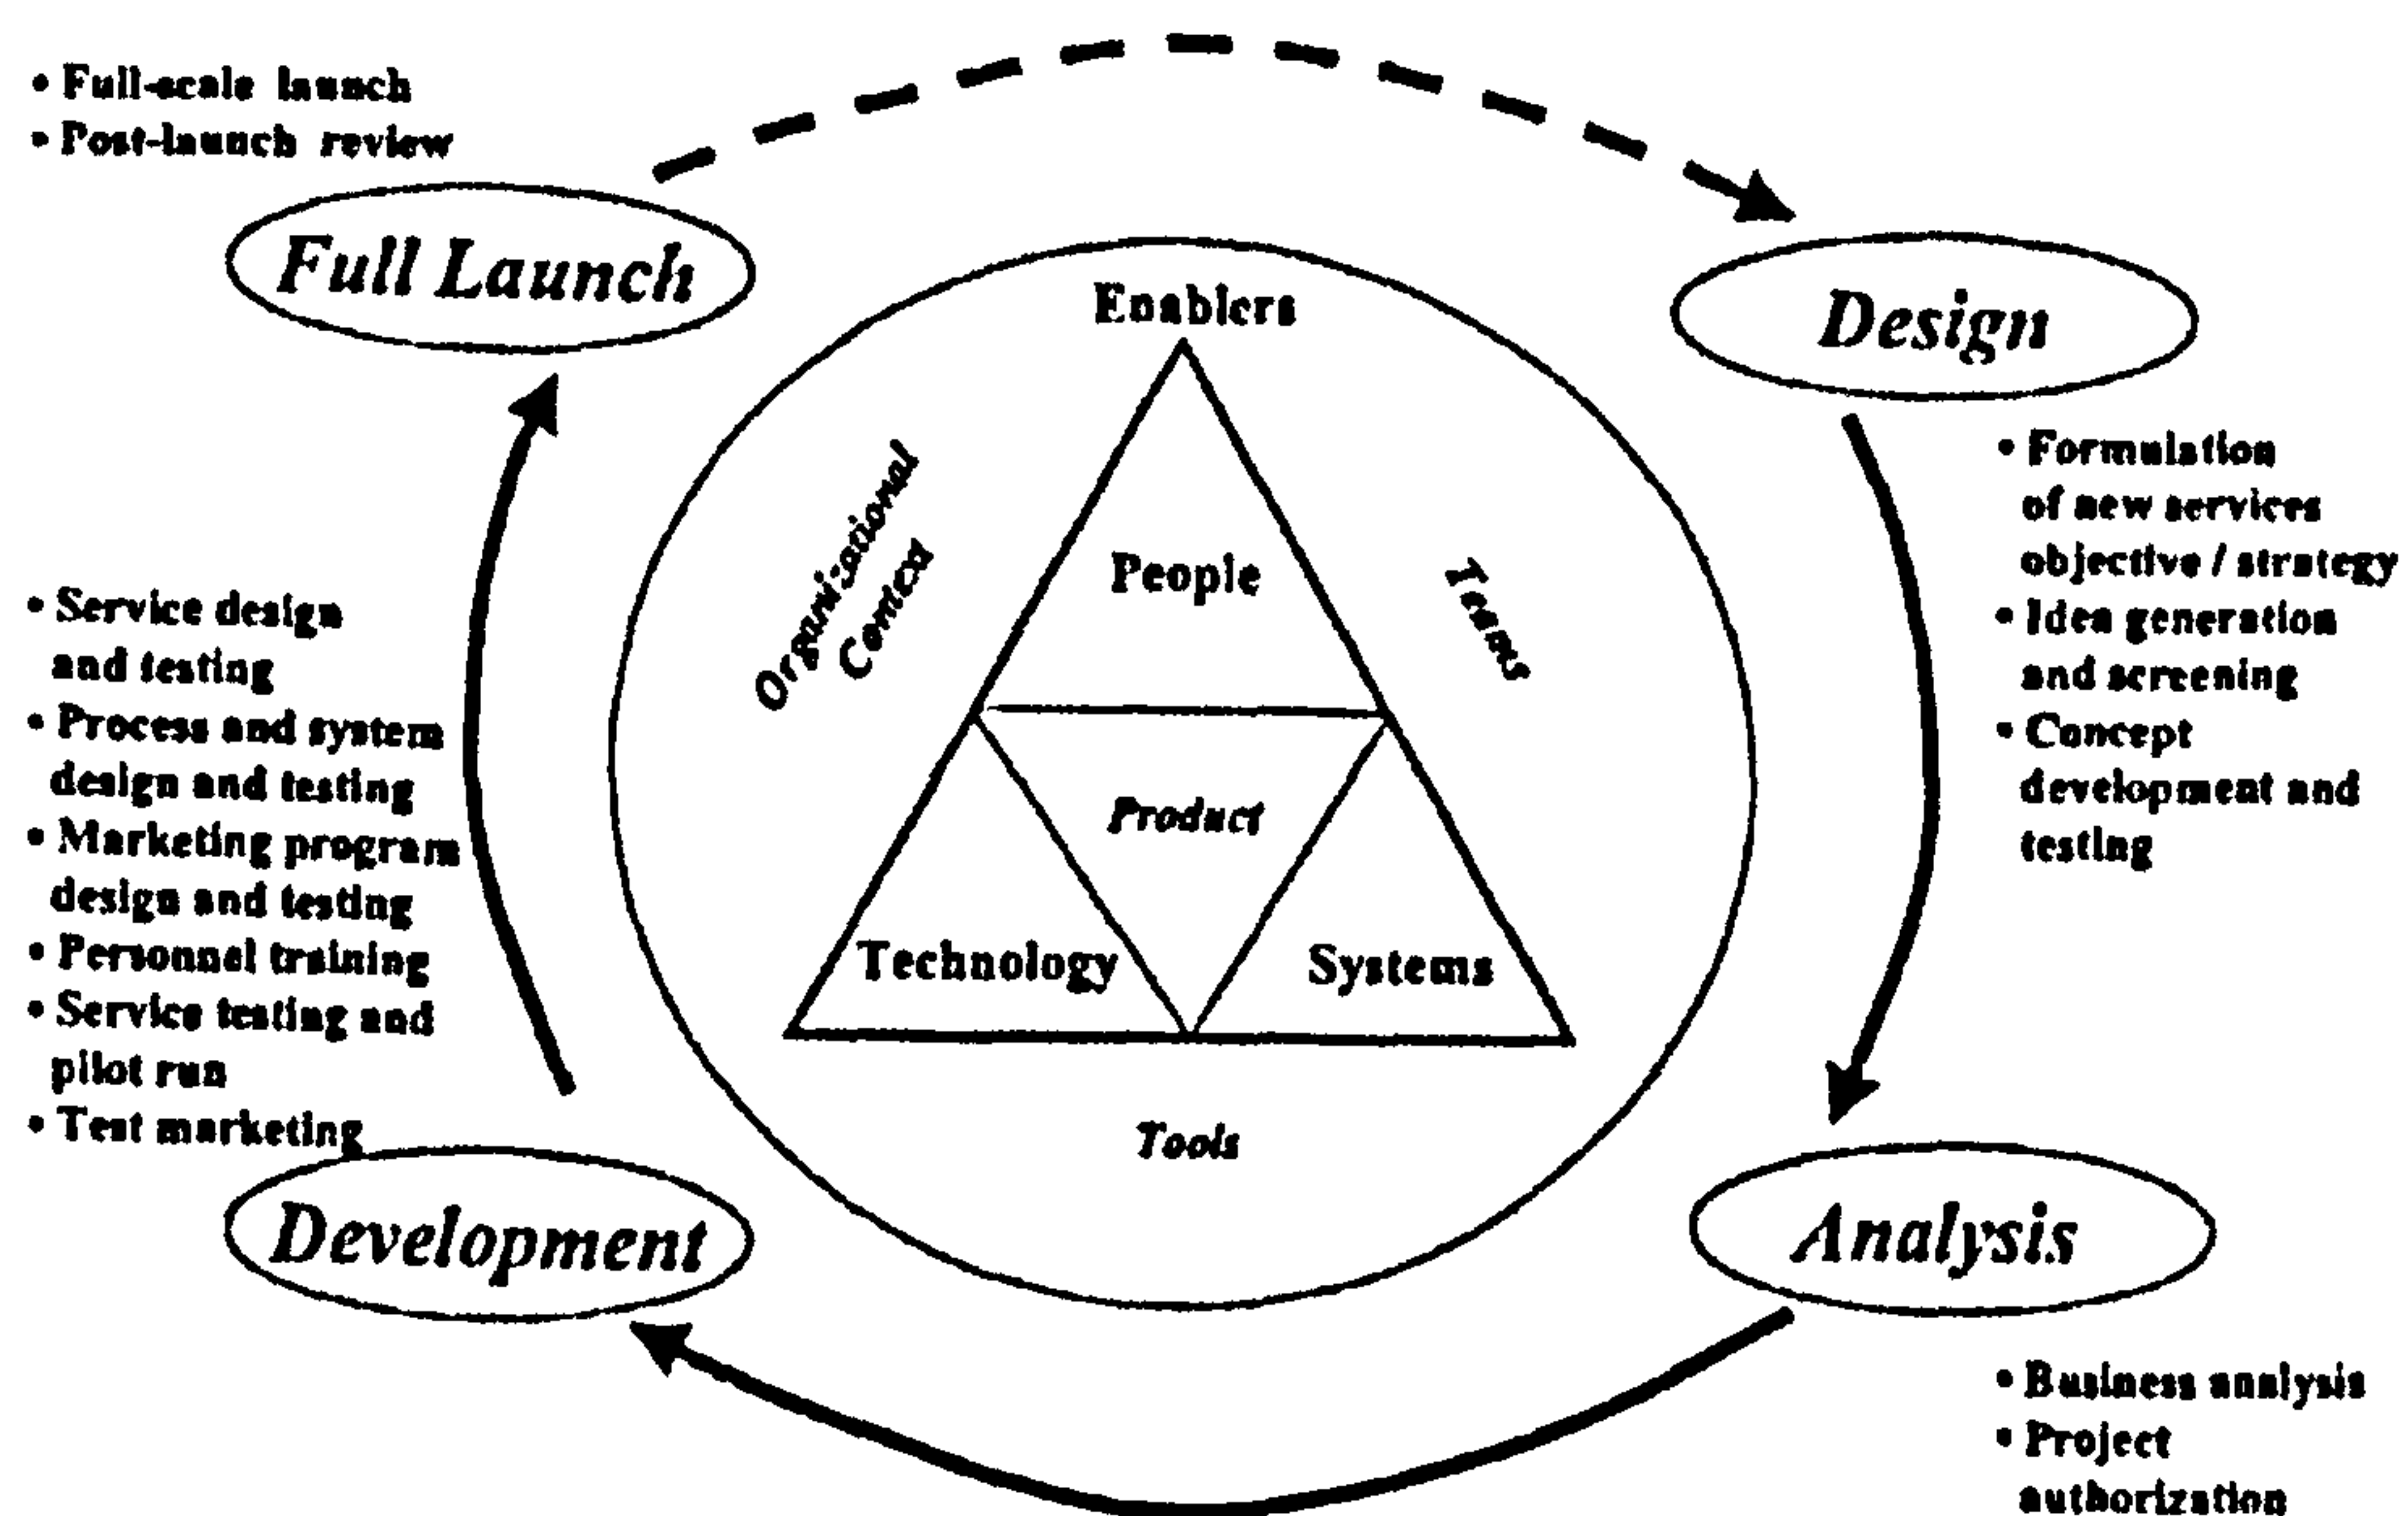 • Full-scale launch
• Post-launch review
Full Launch
Design
Enablers
Organisational
Context
Teams
People
Product
Technology
Systems
Tools
• Formulation
of new services
objective / strategy
• Idea generation
and screening
• Concept
development and
testing
• Service design
and testing
• Process and system
design and testing
• Marketing program
design and testing
• Personnel training
• Service testing and
pilot run
• Test marketing
Development
Analysis
• Business analysis
• Project
authorization